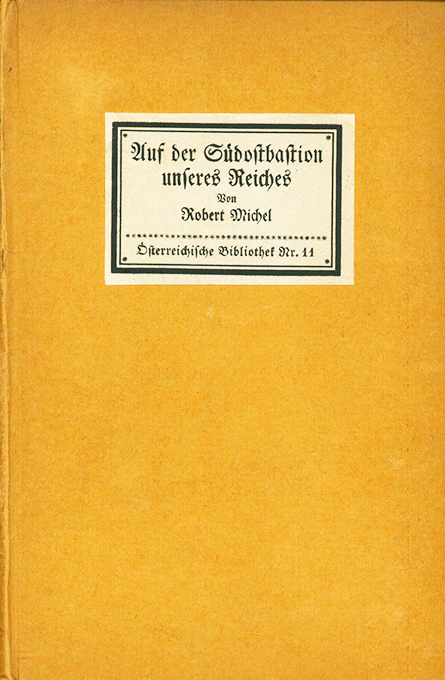 Auf der Südostbastion
unseres Reiches
Von
Robert Michel
Österreichische Bibliothek Nr. 11